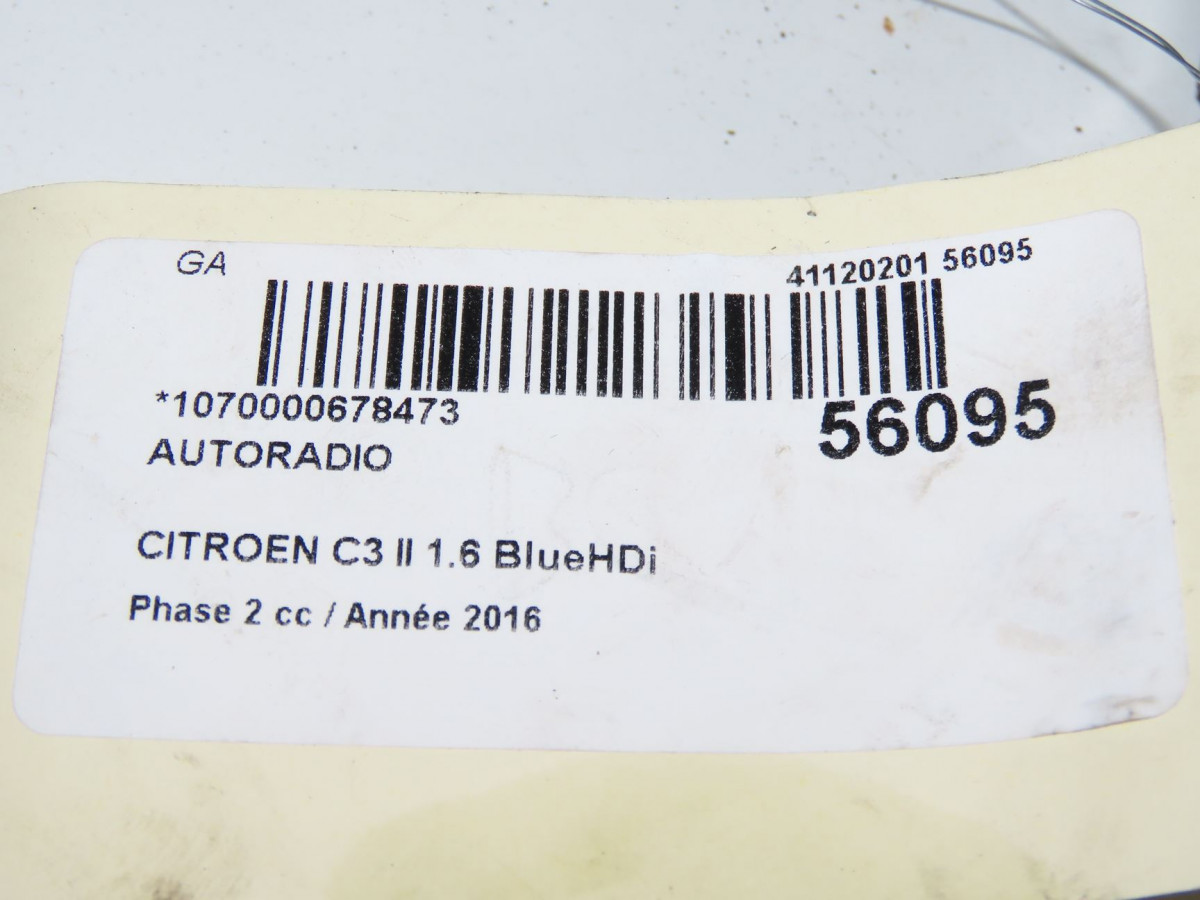 GA
41120201 56095
*1070000678473
56095
AUTORADIO
CITROEN C3 II 1.6 BlueHDi
Phase 2 cc / Année 2016